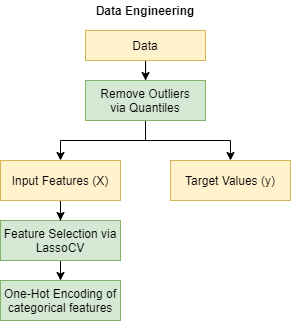 Data Engineering
Data
Remove Outliers
via Quantiles
Input Features (X)
Target Values (y)
Feature Selection via
LassoCV
One-Hot Encoding of
categorical features